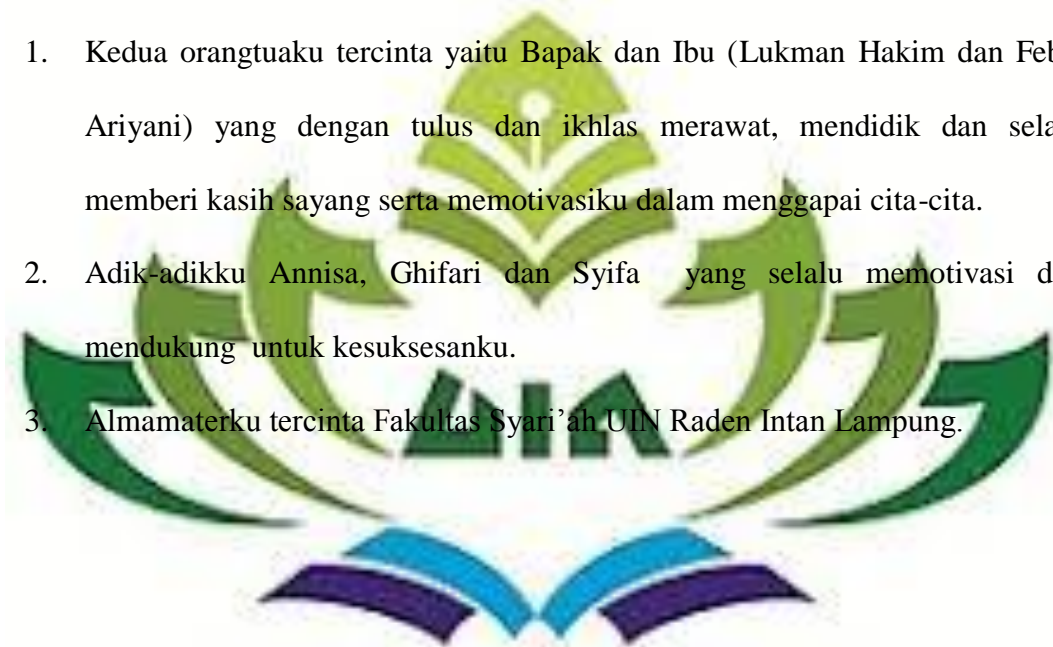 1. Kedua orangtuaku tercinta yaitu Bapak dan Ibu (Lukman Hakim dan
Ariyani) yang dengan tulus dan ikhlas merawat, mendidik dan
memberi kasih sayang serta memotivasiku dalam menggapai cita-cita.
2. Adik-adikku Annisa, Ghifari dan Syifa yang selalu memotivasi
mendukung untuk kesuksesanku.
3. Almamaterku tercinta Fakultas Syari’ah UIN Raden Intan Lampung.
UIN